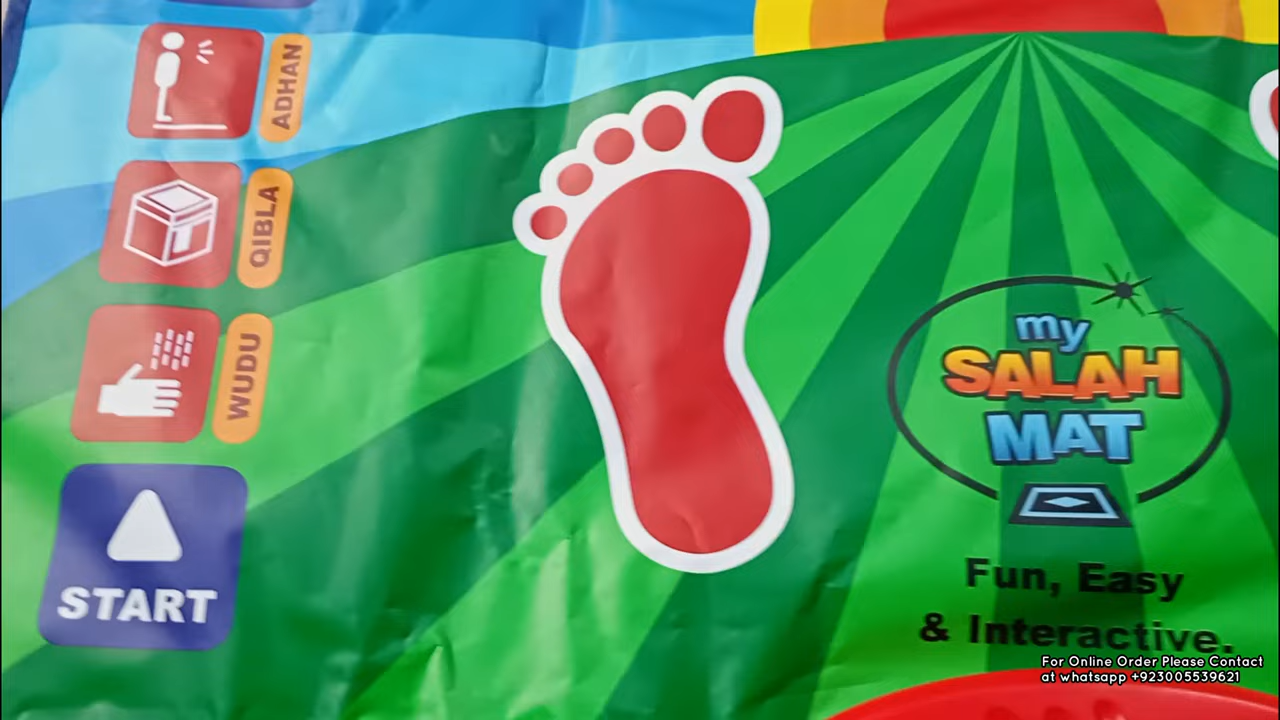 ADHAN
QIBLA
WUDU
START
my
SALAH
MAT
Fun, Easy
& Interactive.
For Online Order Please Contact
at whatsapp +923005539621